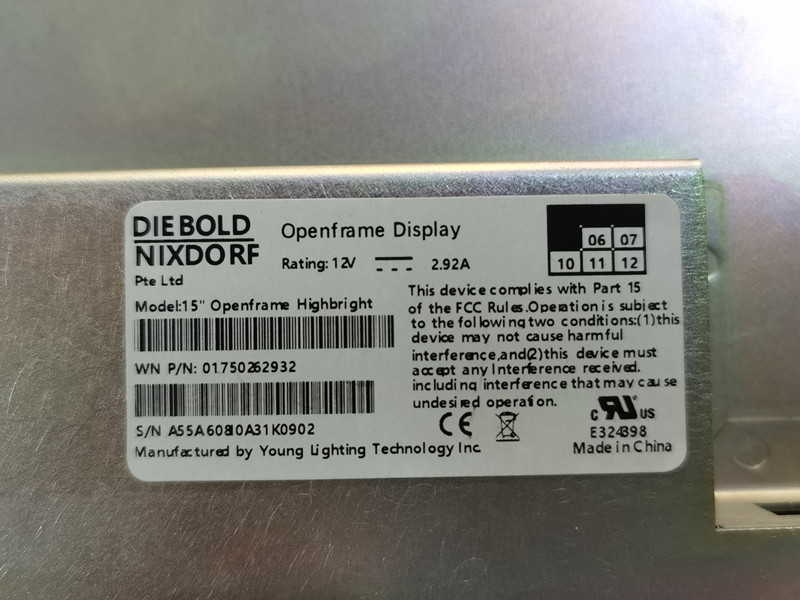 DIEBOLD
NIXDORF
Pte Ltd
Openframe Display
Rating: 12V 2.92A
06 07
10 11 12
Model:15" Openframe Highbright
WN P/N: 01750262932
S/N
Manufactured by Young Lighting Technology Inc.
This device complies with Part 15
of the FCC Rules.Operation is subject
to the following two conditions:(1)this
device may not cause harmful
interference,and(2)this device must
accept any Interference received.
including interference that may cause
undesired operation.
CE
c RU US
E324398
Made in China